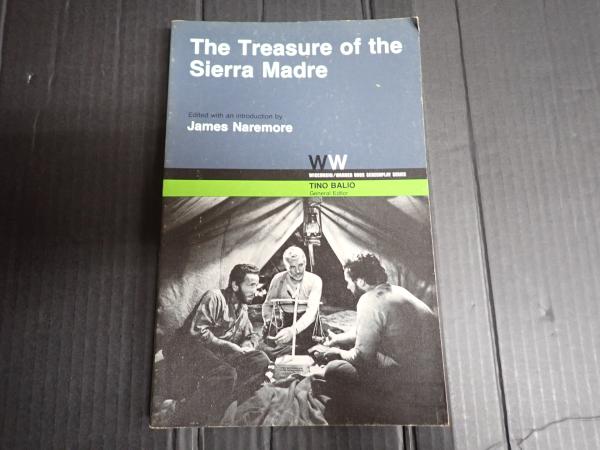 The Treasure of the
Sierra Madre
Edited with an introduction by
James Naremore
WW
WISCONSIN/WARNER BROS SCREENPLAY SERIES
TINO BALIO
General Editor